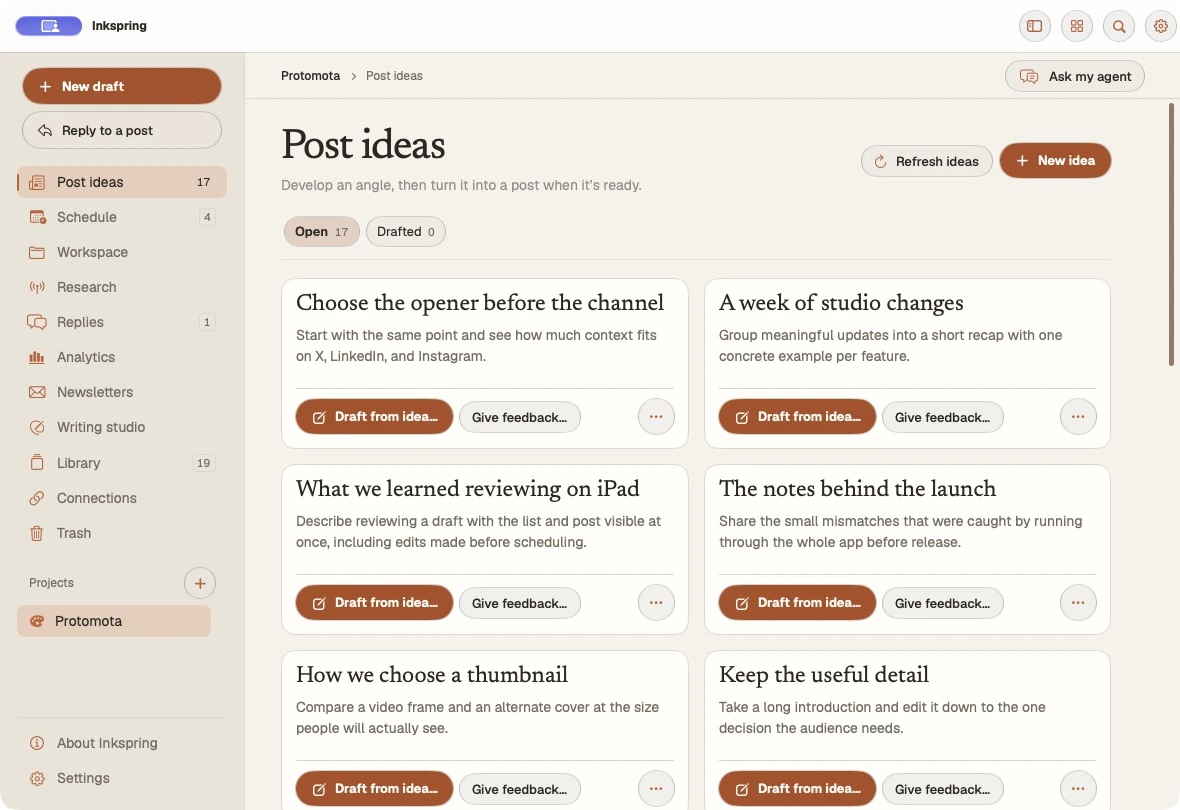 Inkspring
New draft
Reply to a post
Post ideas 17
Schedule 4
Workspace
Research
Replies 1
Analytics
Newsletters
Writing studio
Library 19
Connections
Trash
Projects
Protomota
About Inkspring
Settings
Protomota > Post ideas
Ask my agent
Post ideas
Develop an angle, then turn it into a post when it's ready.
Refresh ideas
New idea
Open 17
Drafted 0
Choose the opener before the channel
Start with the same point and see how much context fits
on X, LinkedIn, and Instagram.
Draft from idea...
Give feedback...
A week of studio changes
Group meaningful updates into a short recap with one
concrete example per feature.
Draft from idea...
Give feedback...
What we learned reviewing on iPad
Describe reviewing a draft with the list and post visible at
once, including edits made before scheduling.
Draft from idea...
Give feedback...
The notes behind the launch
Share the small mismatches that were caught by running
through the whole app before release.
Draft from idea...
Give feedback...
How we choose a thumbnail
Compare a video frame and an alternate cover at the size
people will actually see.
Draft from idea...
Give feedback...
Keep the useful detail
Take a long introduction and edit it down to the one
decision the audience needs.
Draft from idea...
Give feedback...